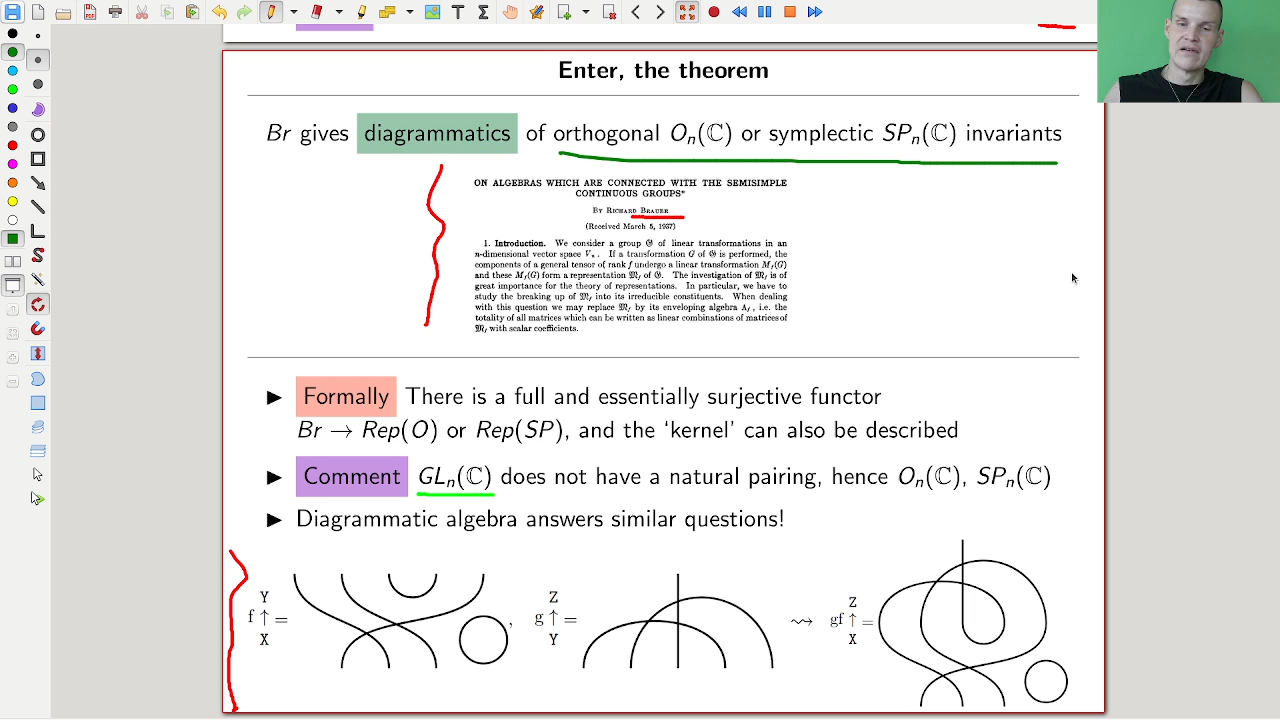 Enter, the theorem
Br gives diagrammatics of orthogonal Oₙ(ℂ) or symplectic SPₙ(ℂ) invariants
ON ALGEBRAS WHICH ARE CONNECTED WITH THE SEMISIMPLE
CONTINUOUS GROUPS*
By Richard Brauer
(Received March 5, 1937)
1. Introduction. We consider a group 𝔊 of linear transformations in an
n-dimensional vector space Vₙ. If a transformation G of 𝔊 is performed, the
components of a general tensor of rank f undergo a linear transformation M_f(G)
and these M_f(G) form a representation 𝔐_f of 𝔊. The investigation of 𝔐_f is of
great importance for the theory of representations. In particular, we have to
study the breaking up of 𝔐_f into its irreducible constituents. When dealing
with this question we may replace 𝔐_f by its enveloping algebra A_f, i.e. the
totality of all matrices which can be written as linear combinations of matrices of
𝔐_f with scalar coefficients.
▶ Formally There is a full and essentially surjective functor
Br → Rep(O) or Rep(SP), and the ‘kernel’ can also be described
▶ Comment GLₙ(ℂ) does not have a natural pairing, hence Oₙ(ℂ), SPₙ(ℂ)
▶ Diagrammatic algebra answers similar questions!
Y
f ↑ =
X
,
Z
g ↑ =
Y
⇝
Z
gf ↑ =
X